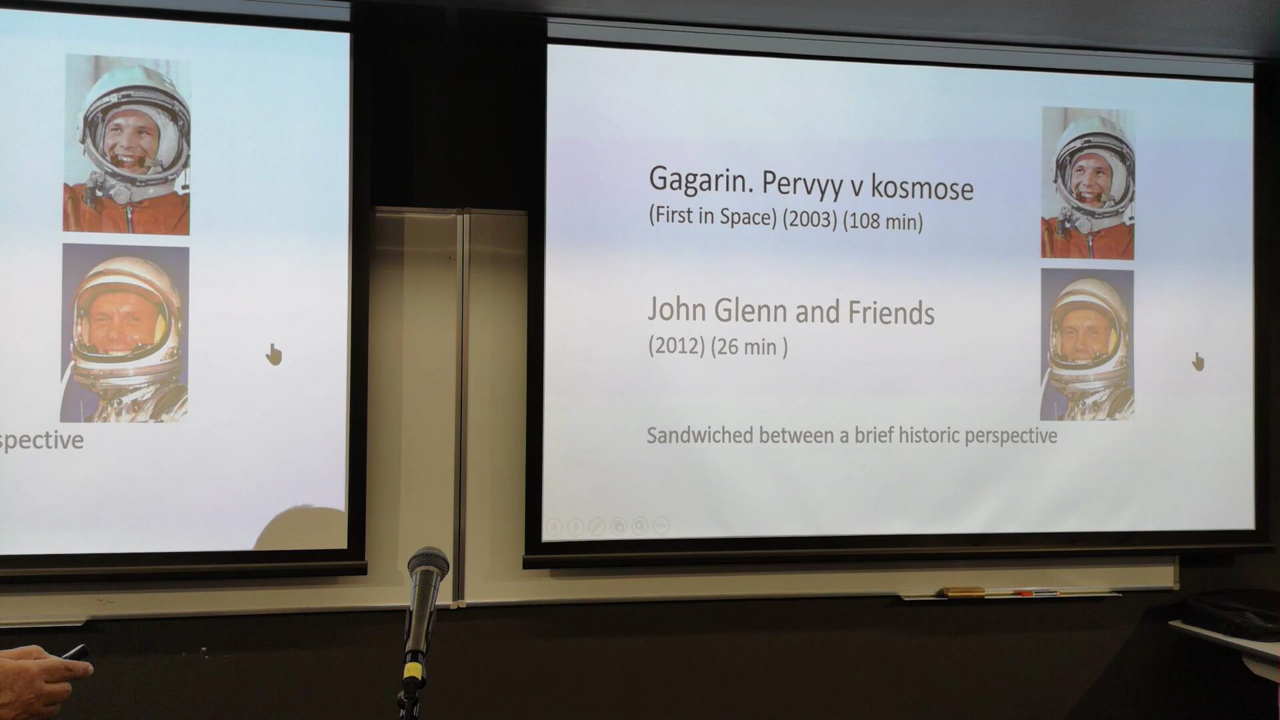 spective
Gagarin. Pervyy v kosmose
(First in Space) (2003) (108 min)
John Glenn and Friends
(2012) (26 min )
Sandwiched between a brief historic perspective